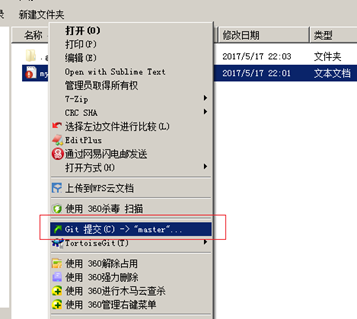 新建文件夹
名称 修改日期 类型
打开(O)
打印(P) 2017/5/17 22:03 文件夹
编辑(E)
Open with Sublime Text 2017/5/17 22:01 文本文档
管理员取得所有权
7-Zip
CRC SHA
选择左边文件进行比较(L)
EditPlus
通过网易闪电邮发送
打开方式(H)
上传到WPS云文档
使用 360杀毒 扫描
Git 提交(C) -> "master"...
TortoiseGit(T)
使用 360解除占用
使用 360强力删除
使用 360进行木马云查杀
使用 360管理右键菜单